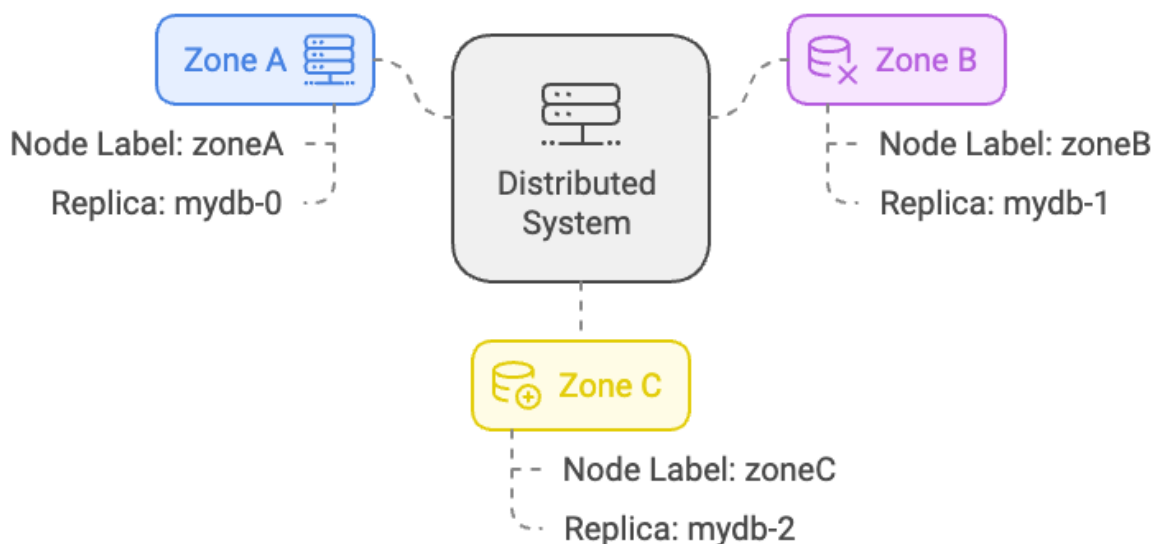 Zone A
Node Label: zoneA
Replica: mydb-0
Distributed
System
Zone B
Node Label: zoneB
Replica: mydb-1
Zone C
Node Label: zoneC
Replica: mydb-2